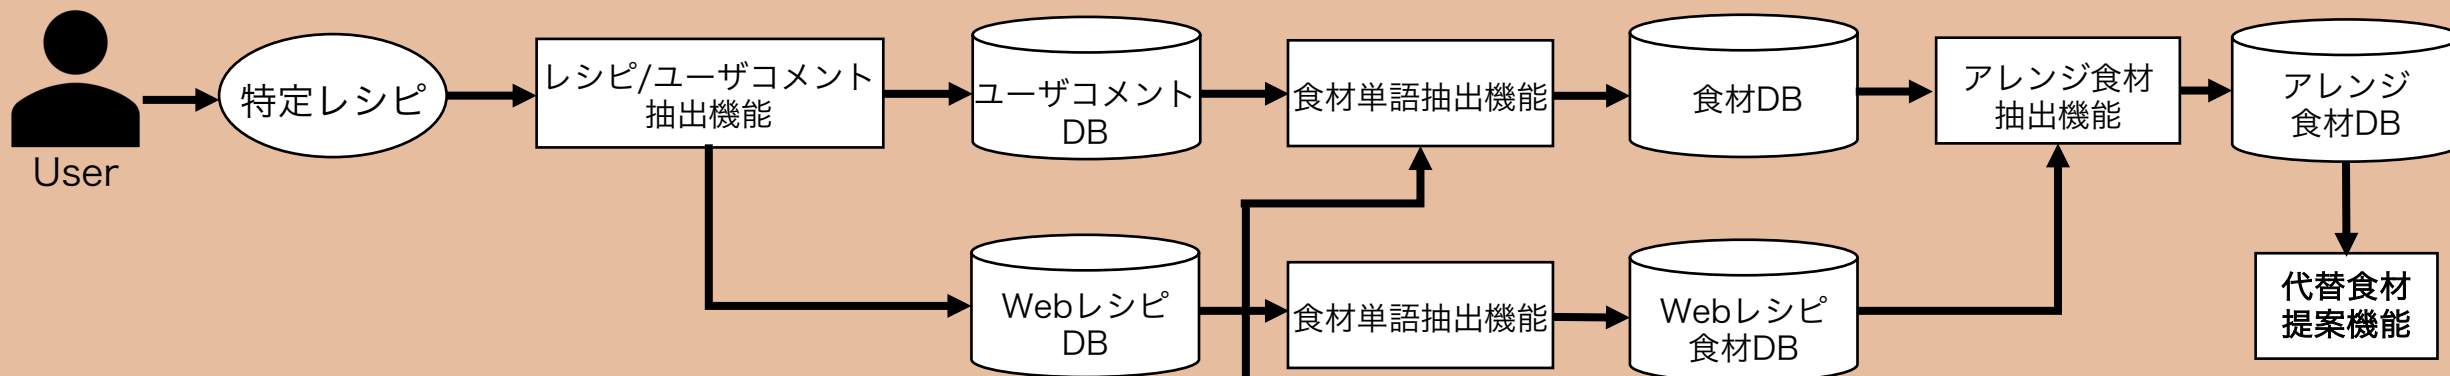 User
特定レシピ
レシピ/ユーザコメント
抽出機能
ユーザコメント
DB
食材単語抽出機能
食材DB
アレンジ食材
抽出機能
アレンジ
食材DB
Webレシピ
DB
食材単語抽出機能
Webレシピ
食材DB
代替食材
提案機能